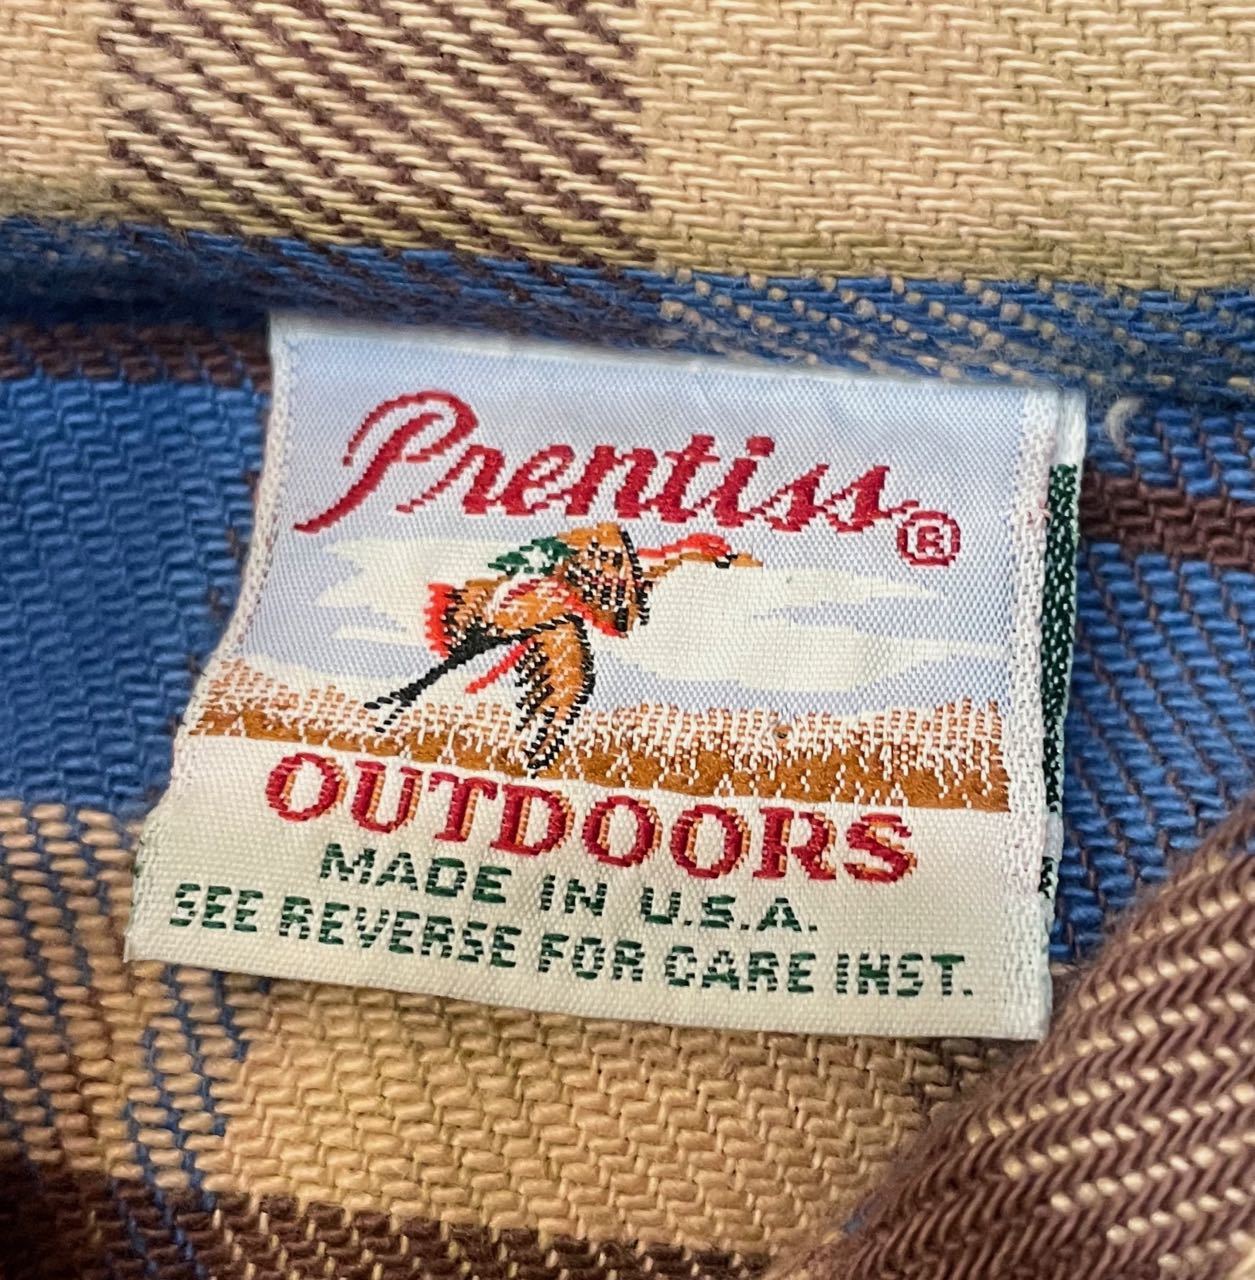 Prentiss®
OUTDOORS
MADE IN U.S.A.
SEE REVERSE FOR CARE INST.